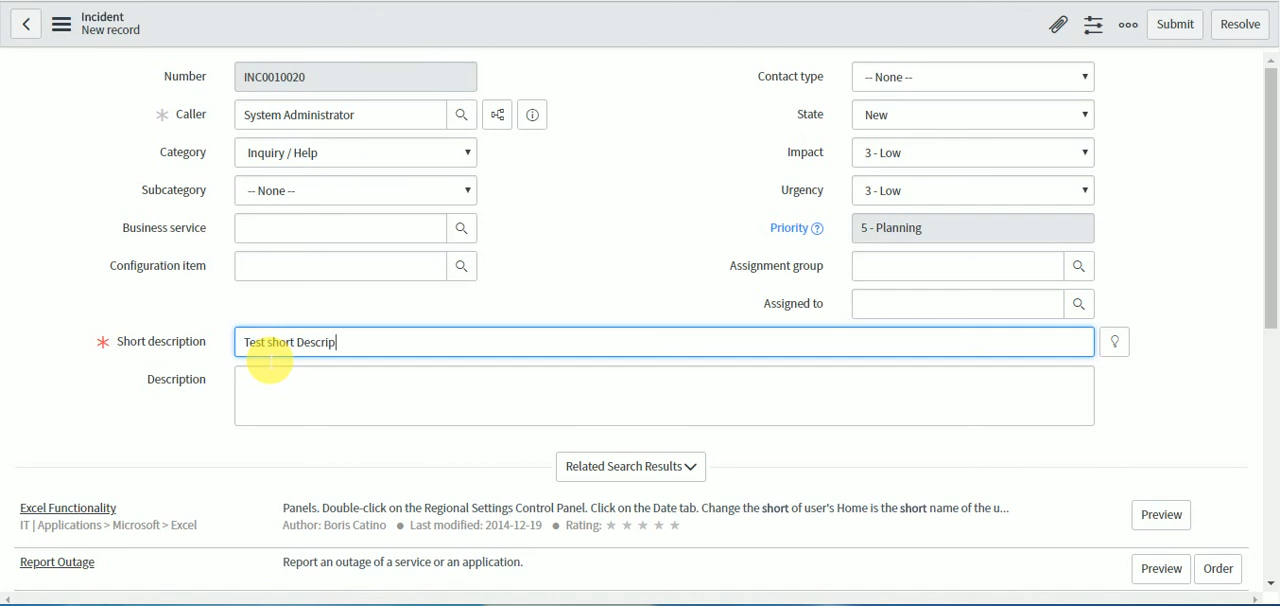 Incident
New record
Submit
Resolve
Number
INC0010020
Contact type
-- None --
Caller
System Administrator
State
New
Category
Inquiry / Help
Impact
3 - Low
Subcategory
-- None --
Urgency
3 - Low
Business service
Priority
5 - Planning
Configuration item
Assignment group
Assigned to
Short description
Test short Descrip
Description
Related Search Results
Excel Functionality
Panels. Double-click on the Regional Settings Control Panel. Click on the Date tab. Change the short of user's Home is the short name of the u...
Preview
IT | Applications > Microsoft > Excel
Author: Boris Catino ● Last modified: 2014-12-19 ● Rating: ★ ★ ★ ★ ★
Report Outage
Report an outage of a service or an application.
Preview
Order